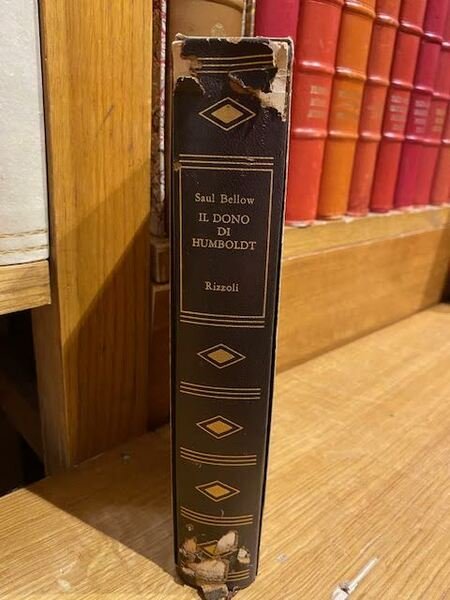 Saul Bellow
IL DONO
DI
HUMBOLDT
Rizzoli